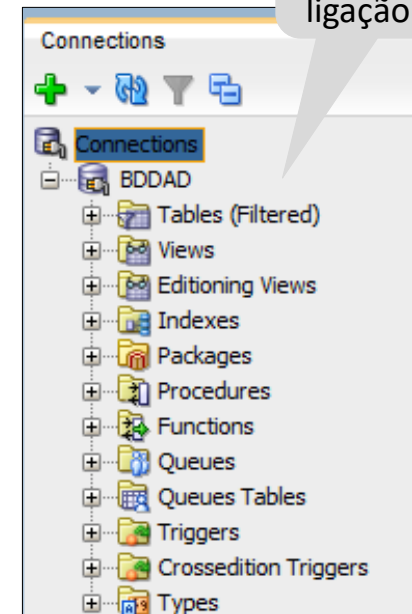 ligação
Connections
Connections
BDDAD
Tables (Filtered)
Views
Editioning Views
Indexes
Packages
Procedures
Functions
Queues
Queues Tables
Triggers
Crossedition Triggers
Types